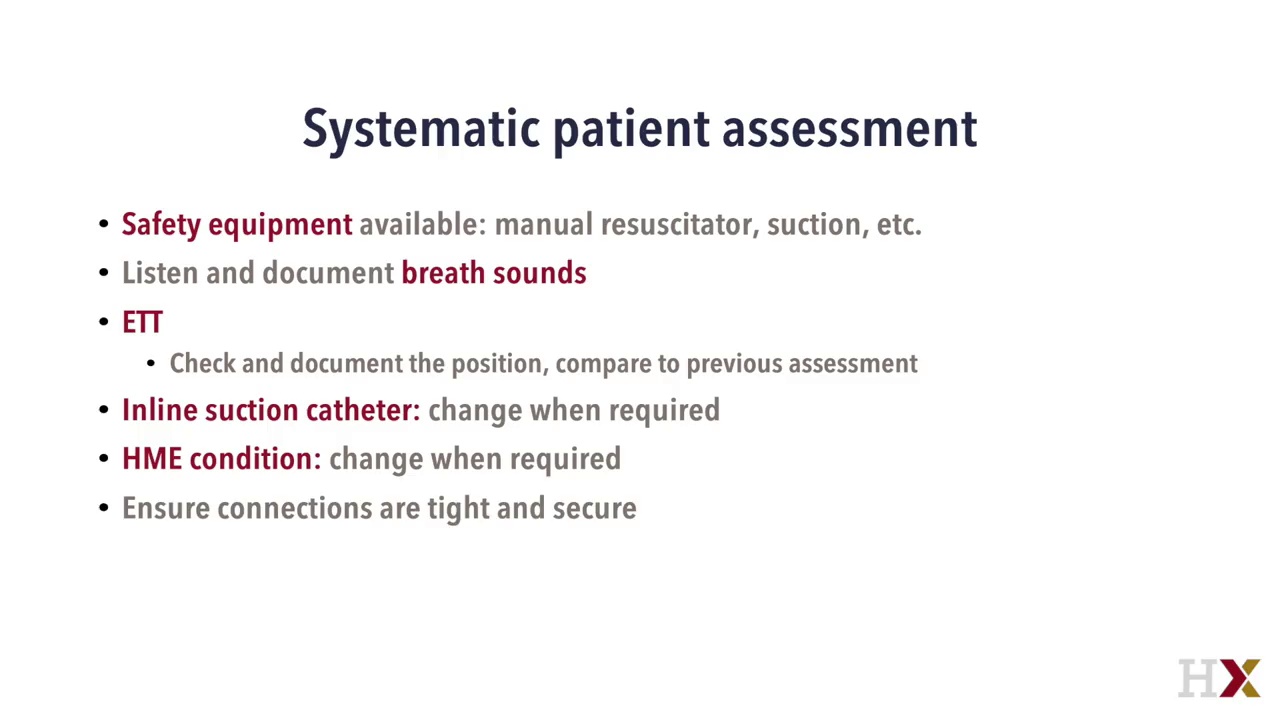 Systematic patient assessment
• Safety equipment available: manual resuscitator, suction, etc.
• Listen and document breath sounds
• ETT
• Check and document the position, compare to previous assessment
• Inline suction catheter: change when required
• HME condition: change when required
• Ensure connections are tight and secure
HX